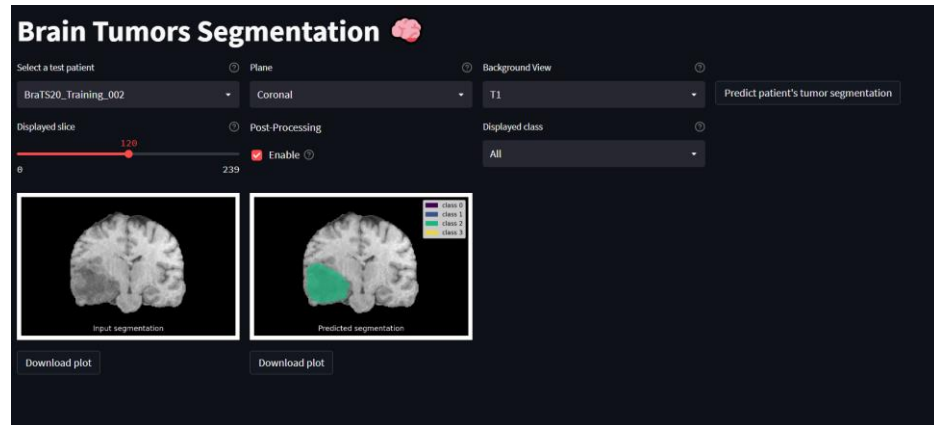 Brain Tumors Segmentation 🧠
Select a test patient
Plane
Background View
BraTS20_Training_002
Coronal
T1
Predict patient's tumor segmentation
Displayed slice
Post-Processing
Displayed class
120
0
239
Enable
All
class 0
class 1
class 2
class 3
Input segmentation
Predicted segmentation
Download plot
Download plot